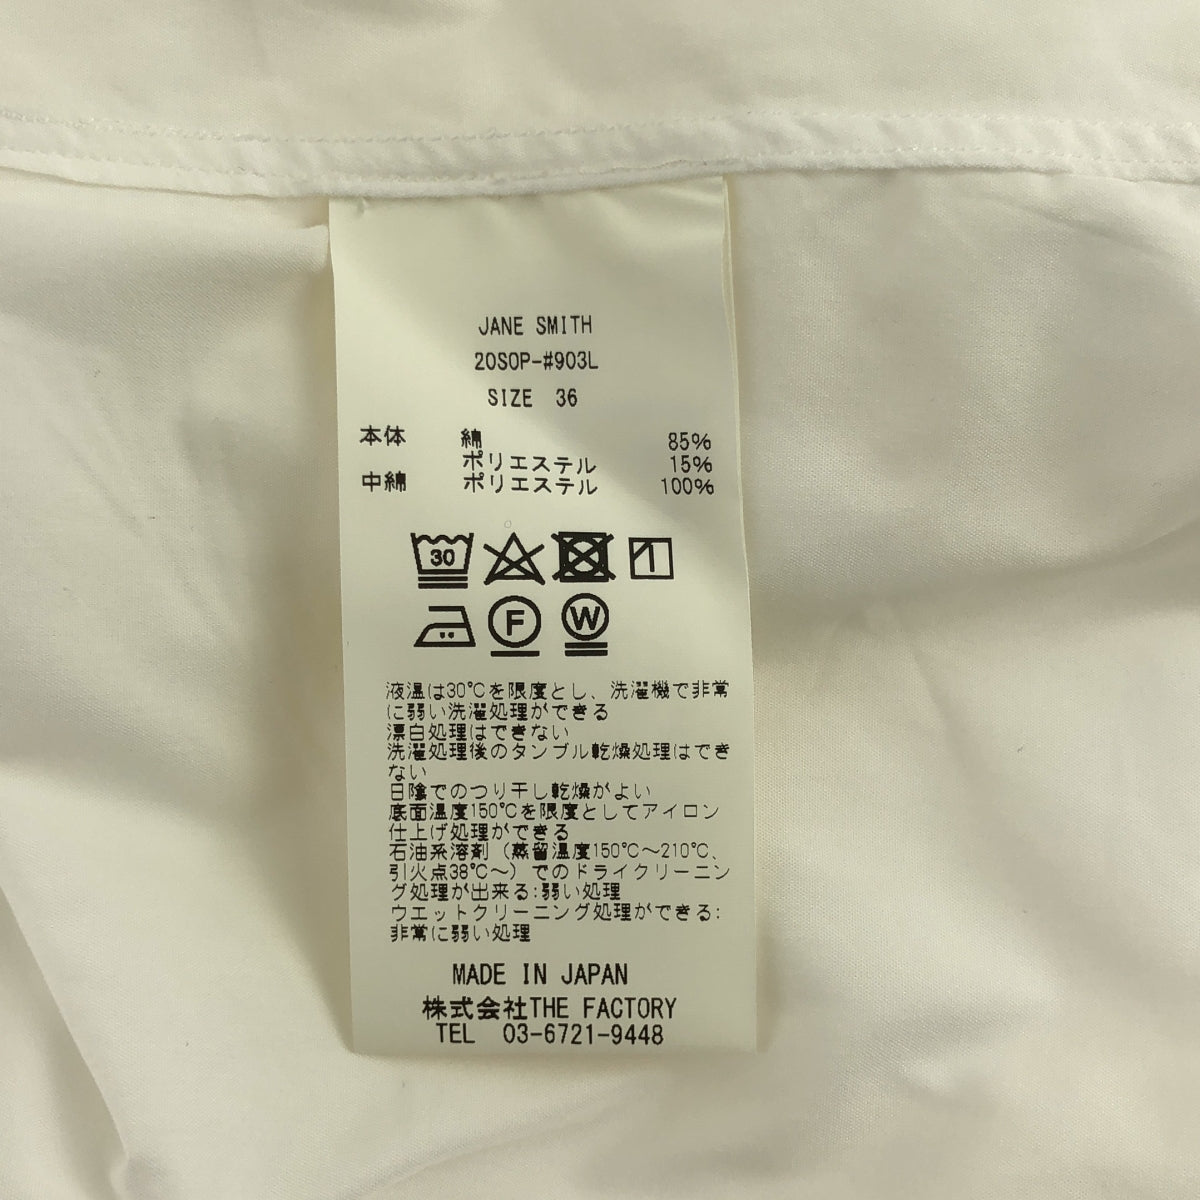 JANE SMITH
20SOP-#903L
SIZE 36
本体 綿 85%
ポリエステル 15%
中綿 ポリエステル 100%
30
F
W
液温は30℃を限度とし、洗濯機で非常
に弱い洗濯処理ができる
漂白処理はできない
洗濯処理後のタンブル乾燥処理はでき
ない
日陰でのつり干し乾燥がよい
底面温度150℃を限度としてアイロン
仕上げ処理ができる
石油系溶剤（蒸留温度150℃～210℃、
引火点38℃～）でのドライクリーニン
グ処理が出来る:弱い処理
ウエットクリーニング処理ができる:
非常に弱い処理
MADE IN JAPAN
株式会社THE FACTORY
TEL 03-6721-9448